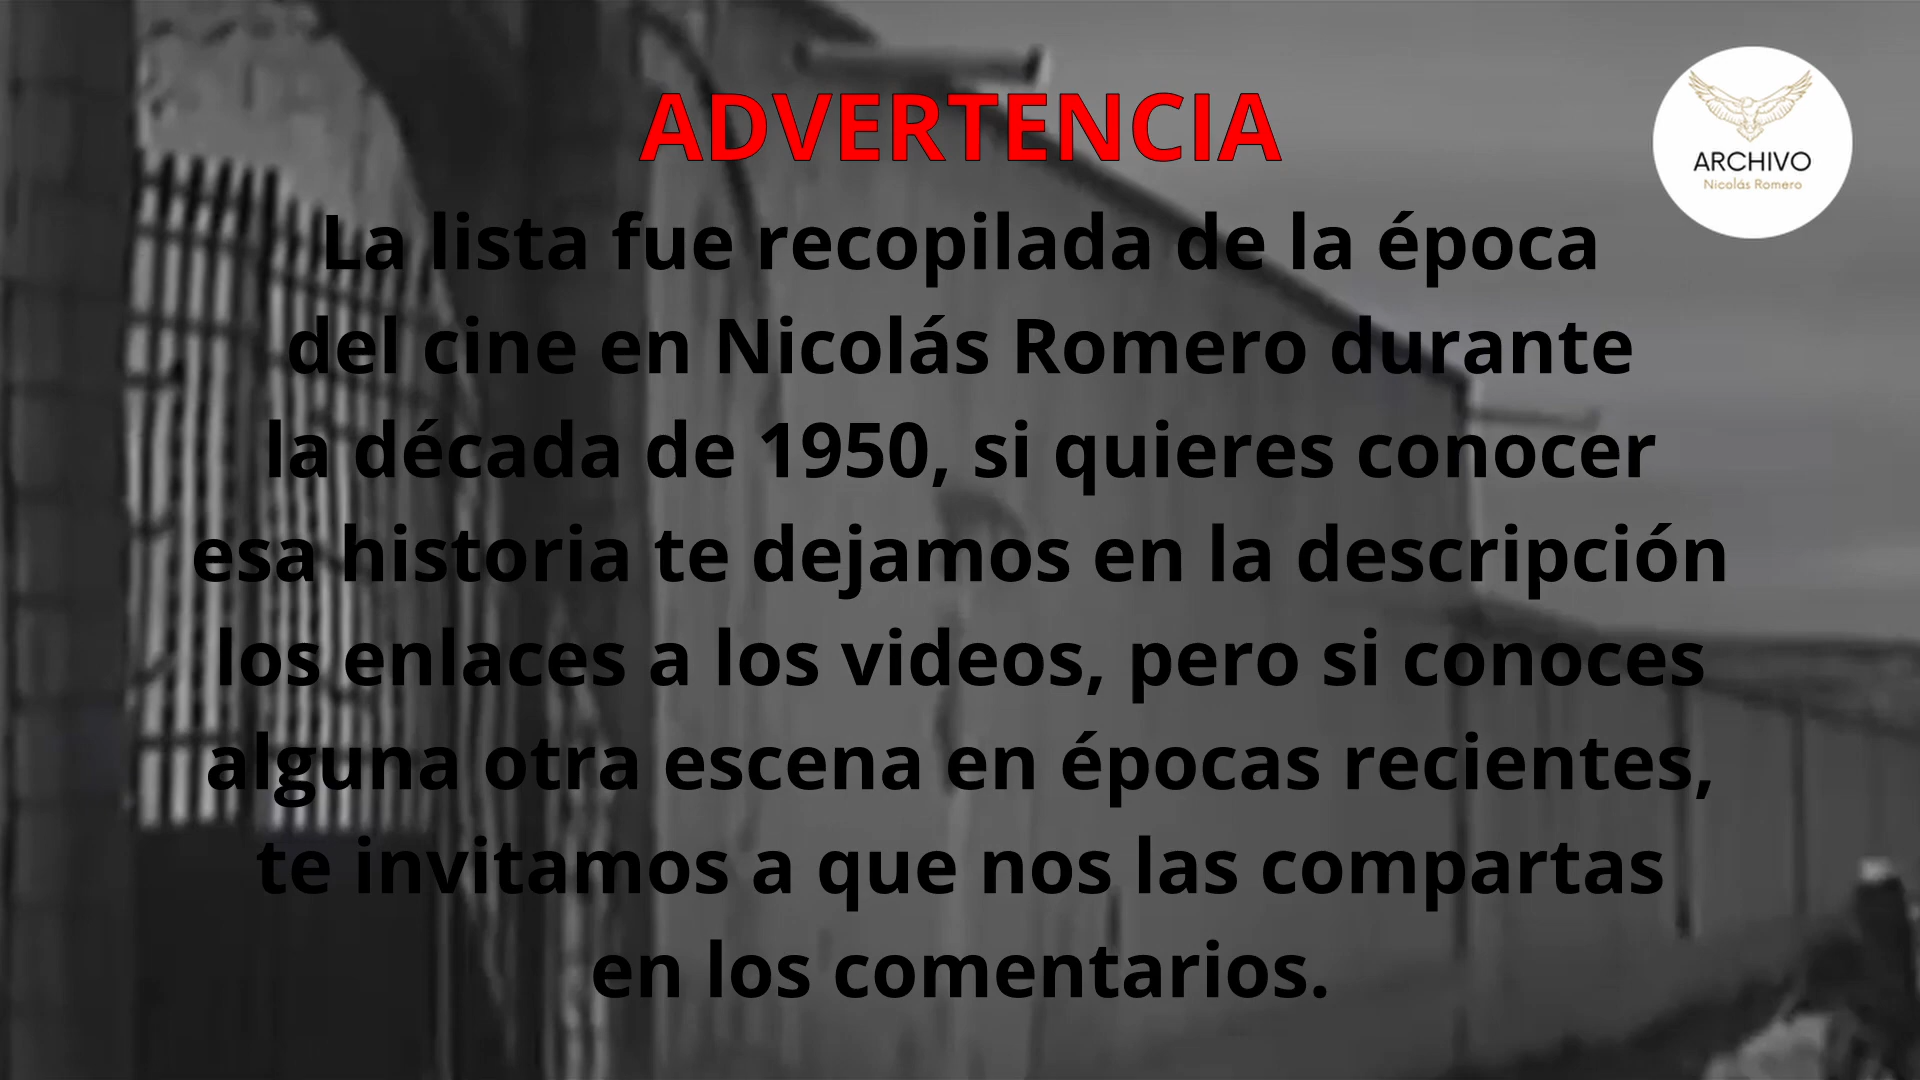 ADVERTENCIA
ARCHIVO
Nicolás Romero
La lista fue recopilada de la época
del cine en Nicolás Romero durante
la década de 1950, si quieres conocer
esa historia te dejamos en la descripción
los enlaces a los videos, pero si conoces
alguna otra escena en épocas recientes,
te invitamos a que nos las compartas
en los comentarios.